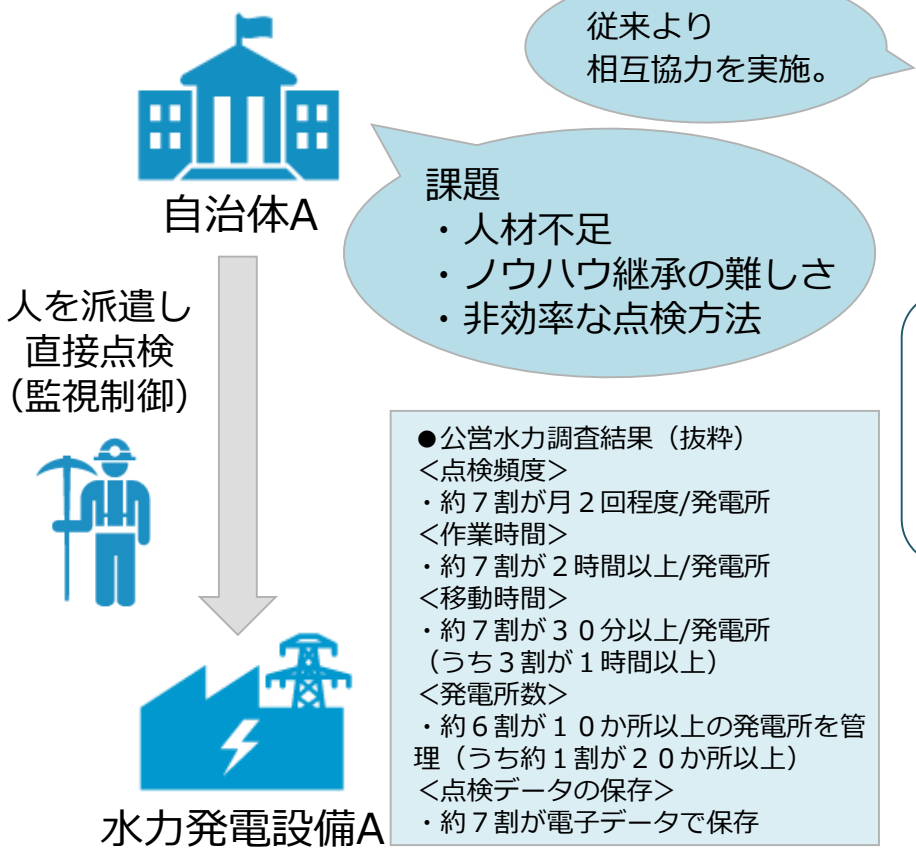 従来より
相互協力を実施。
自治体A
課題
・人材不足
・ノウハウ継承の難しさ
・非効率な点検方法
人を派遣し
直接点検
（監視制御）
●公営水力調査結果（抜粋）
＜点検頻度＞
・約７割が月２回程度/発電所
＜作業時間＞
・約７割が２時間以上/発電所
＜移動時間＞
・約７割が３０分以上/発電所
（うち３割が１時間以上）
＜発電所数＞
・約６割が１０か所以上の発電所を管
理（うち約１割が２０か所以上）
＜点検データの保存＞
・約７割が電子データで保存
水力発電設備A